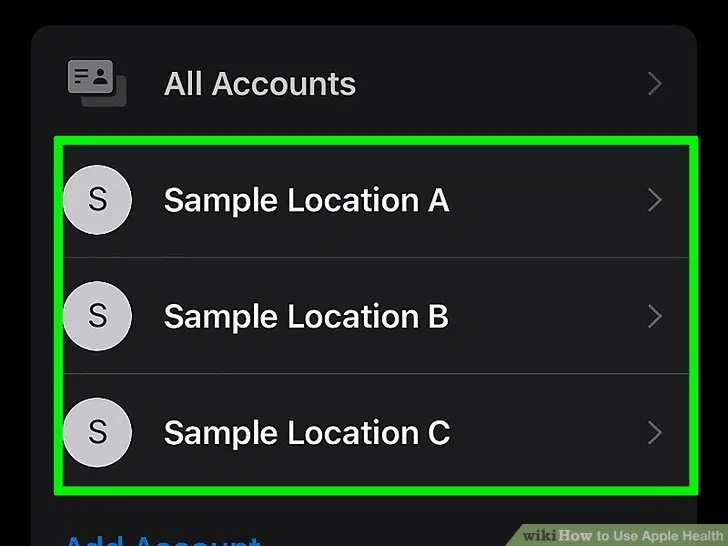 All Accounts
S
Sample Location A
S
Sample Location B
S
Sample Location C
Add Account
wikiHow to Use Apple Health